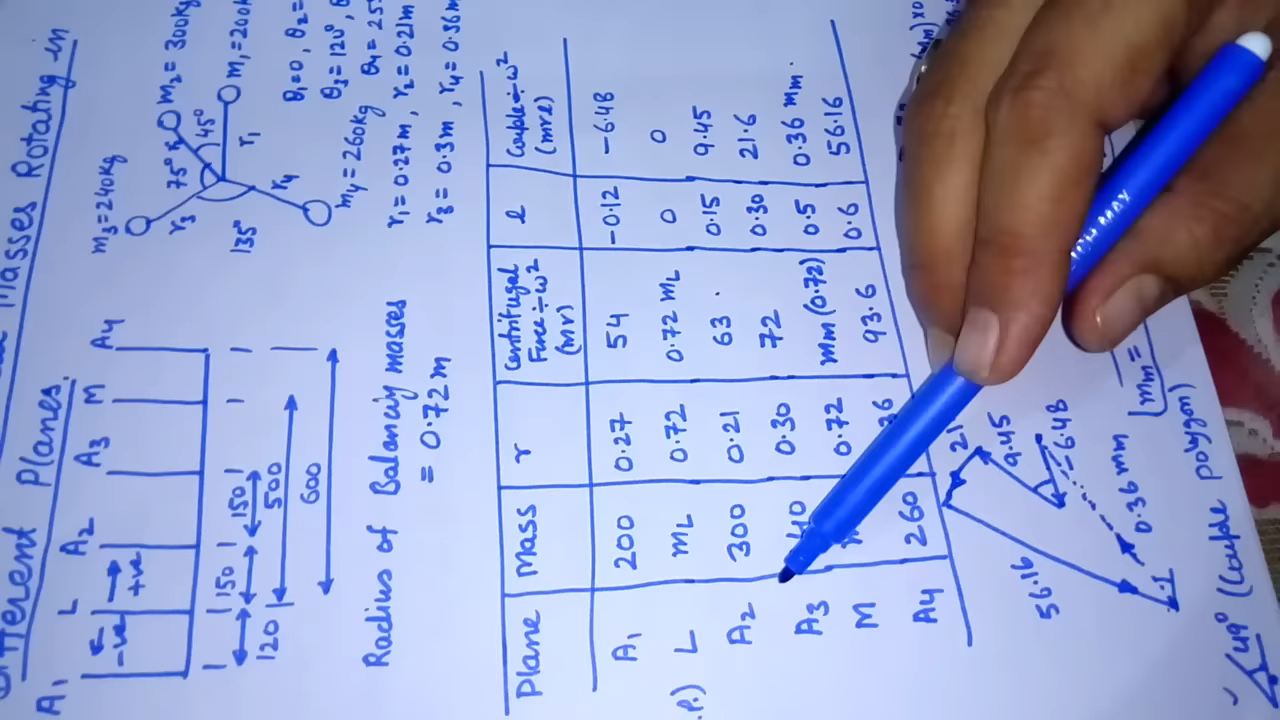 Different Planes.
Masses Rotating in
A1 L A2 A3 M A4
-ve +ve
150 150
120 500
600
m3=240kg
m2=300kg
75° 45°
r3 r1
135° r4
m4=260kg
θ1=0, θ2=
θ3=120°,
θ4=25
r1=0.27m, r2=0.21m
r3=0.3m, r4=0.36m
Radius of Balancing masses
= 0.72m
Plane Mass r Centrifugal Force÷ω² (mr) l Couple÷ω² (mrl)
A1 200 0.27 54 -0.12 -6.48
.P.) L mL 0.72 0.72 mL 0 0
A2 300 0.21 63. 0.15 9.45
A3 40 0.30 72 0.30 21.6
M 0.72 mm(0.72) 0.5 0.36 mm.
A4 260 36 93.6 0.6 56.16
21
9.45
-6.48
56.16
0.36 mm
mm =
49° (Couple polygon)